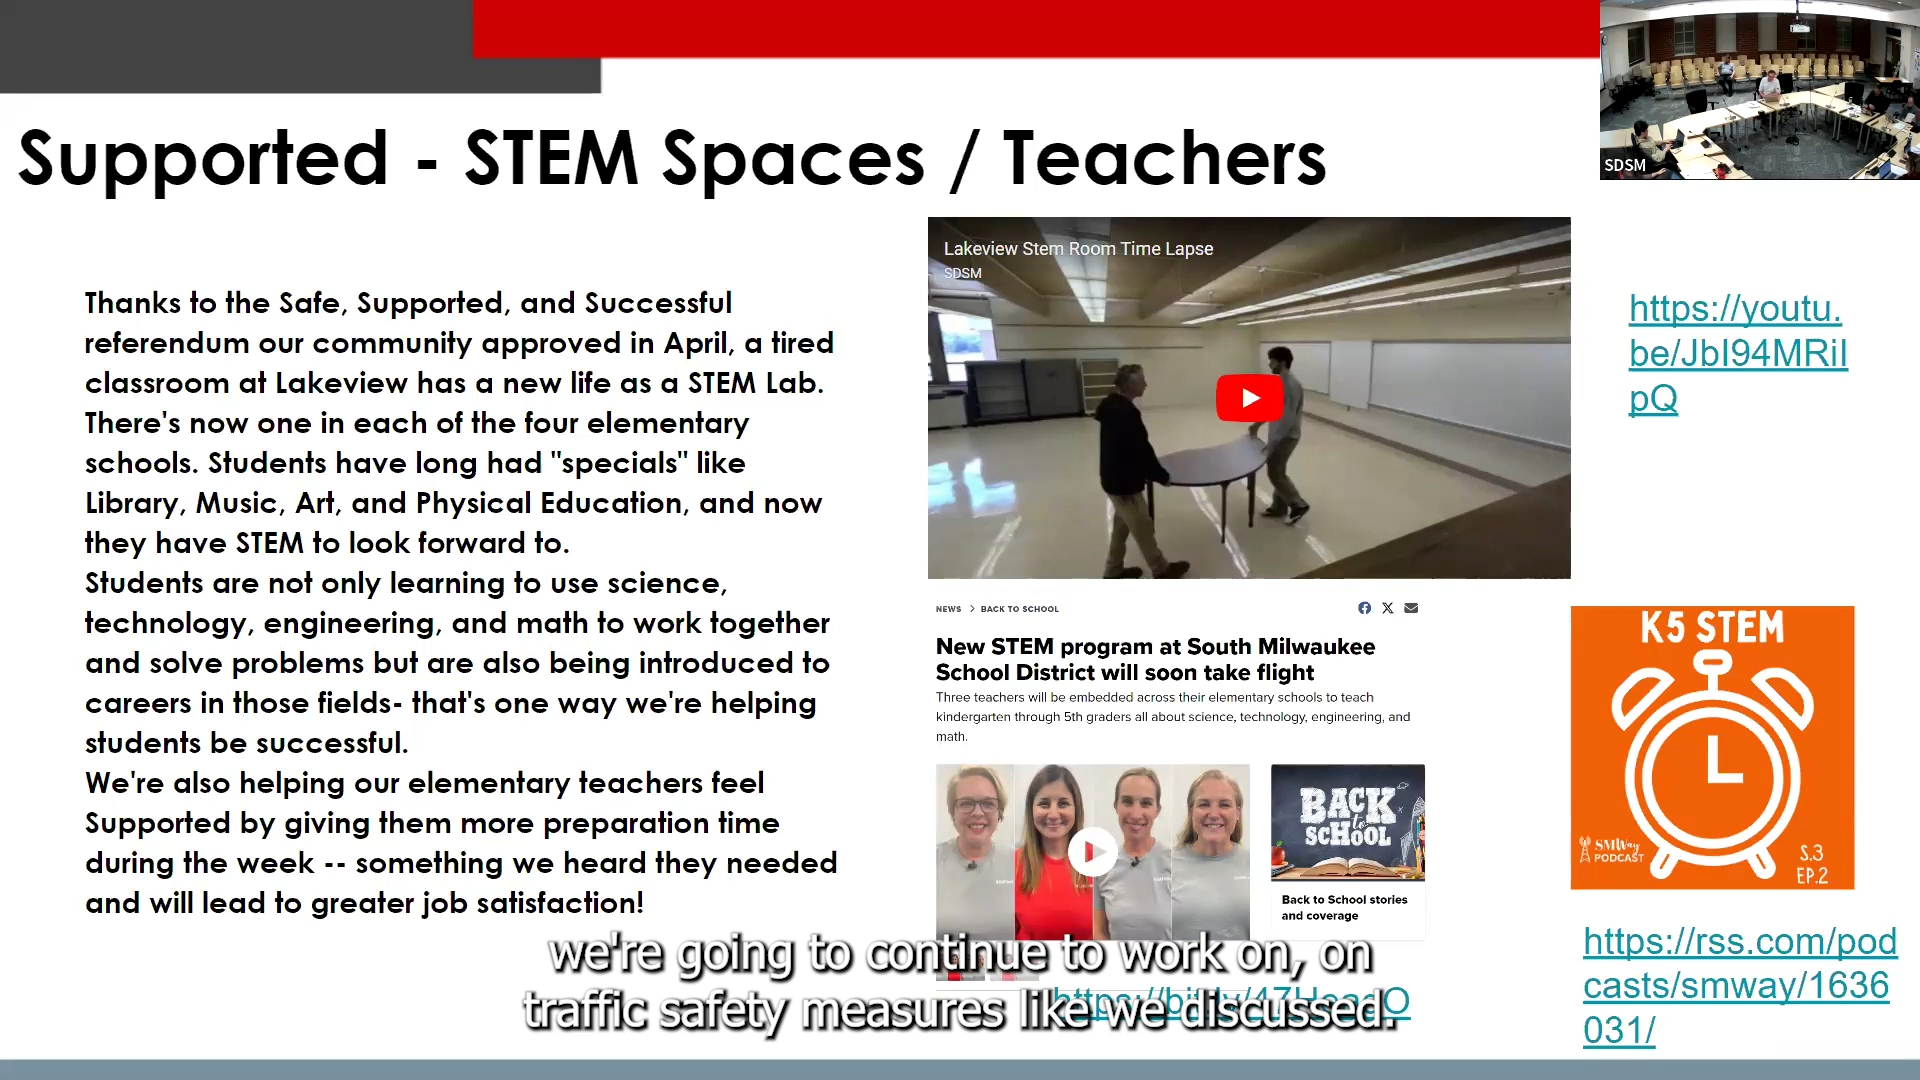 SDSM
Supported - STEM Spaces / Teachers
Thanks to the Safe, Supported, and Successful
referendum our community approved in April, a tired
classroom at Lakeview has a new life as a STEM Lab.
There's now one in each of the four elementary
schools. Students have long had "specials" like
Library, Music, Art, and Physical Education, and now
they have STEM to look forward to.
Students are not only learning to use science,
technology, engineering, and math to work together
and solve problems but are also being introduced to
careers in those fields- that's one way we're helping
students be successful.
We're also helping our elementary teachers feel
Supported by giving them more preparation time
during the week -- something we heard they needed
and will lead to greater job satisfaction!
Lakeview Stem Room Time Lapse
SDSM
https://youtu.
be/JbI94MRiI
pQ
NEWS > BACK TO SCHOOL
New STEM program at South Milwaukee
School District will soon take flight
Three teachers will be embedded across their elementary schools to teach
kindergarten through 5th graders all about science, technology, engineering, and
math.
BACK
to
SCHOOL
Back to School stories
and coverage
K5 STEM
SMWay
PODCAST
S.3
EP.2
https://rss.com/pod
casts/smway/1636
031/
we're going to continue to work on, on
traffic safety measures like we discussed.